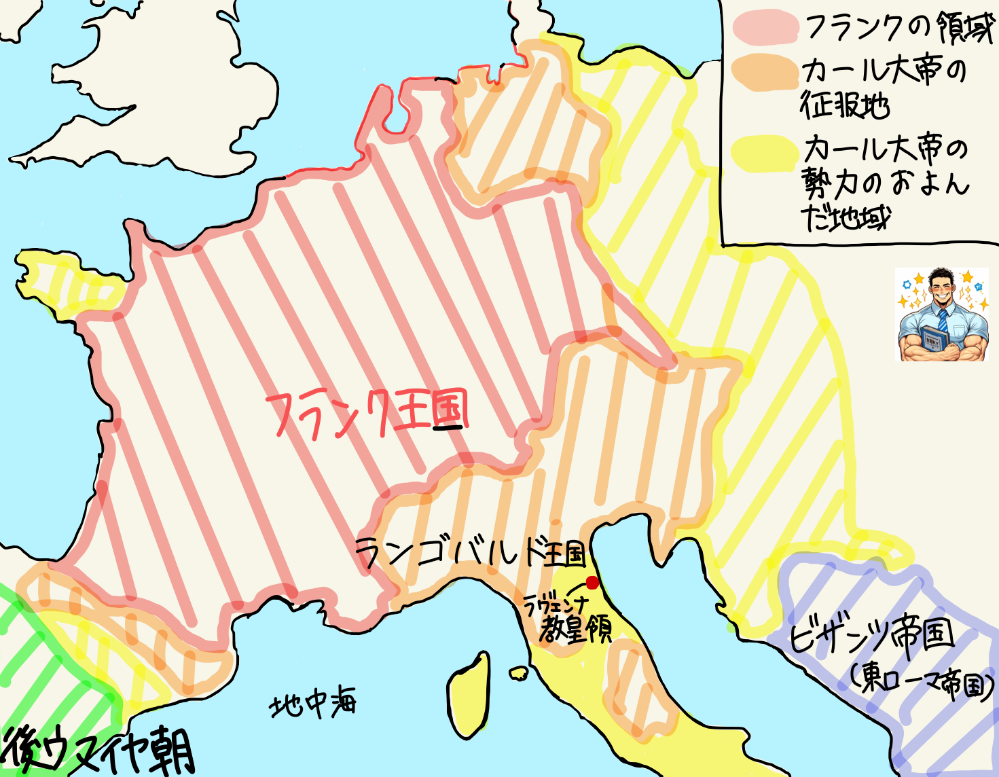 フランクの領域
カール大帝の
征服地
カール大帝の
勢力のおよん
だ地域
フランク王国
ランゴバルド王国
ラヴェンナ
教皇領
ビザンツ帝国
(東ローマ帝国)
地中海
後ウマイヤ朝